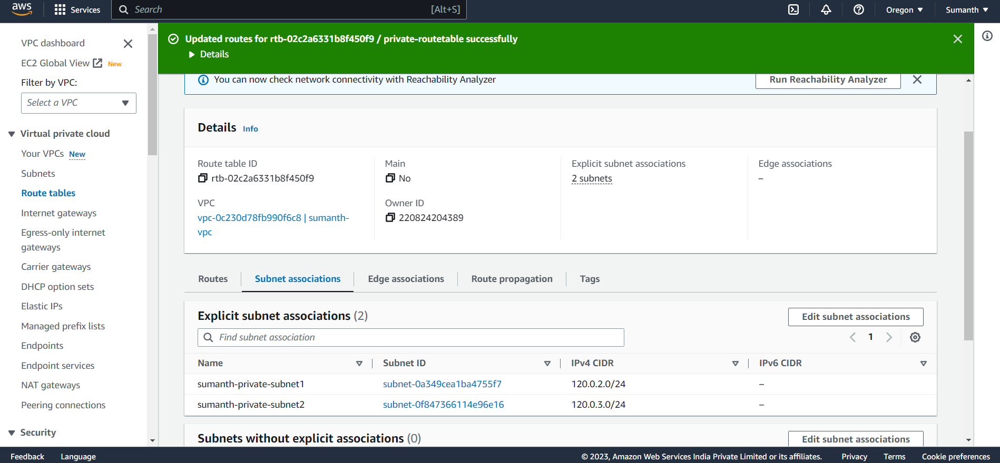 aws
Services
Search
[Alt+S]
Oregon
Sumanth
VPC dashboard
EC2 Global View New
Filter by VPC:
Select a VPC
Virtual private cloud
Your VPCs New
Subnets
Route tables
Internet gateways
Egress-only internet
gateways
Carrier gateways
DHCP option sets
Elastic IPs
Managed prefix lists
Endpoints
Endpoint services
NAT gateways
Peering connections
Security
Updated routes for rtb-02c2a6331b8f450f9 / private-routetable successfully
Details
You can now check network connectivity with Reachability Analyzer
Run Reachability Analyzer
Details Info
Route table ID
rtb-02c2a6331b8f450f9
Main
No
Explicit subnet associations
2 subnets
Edge associations
–
VPC
vpc-0c230d78fb990f6c8 | sumanth-
vpc
Owner ID
220824204389
Routes
Subnet associations
Edge associations
Route propagation
Tags
Explicit subnet associations (2)
Edit subnet associations
Find subnet association
1
Name
Subnet ID
IPv4 CIDR
IPv6 CIDR
sumanth-private-subnet1 subnet-0a349cea1ba4755f7 120.0.2.0/24 –
sumanth-private-subnet2 subnet-0f847366114e96e16 120.0.3.0/24 –
Subnets without explicit associations (0)
Edit subnet associations
Feedback
Language
© 2023, Amazon Web Services India Private Limited or its affiliates.
Privacy
Terms
Cookie preferences